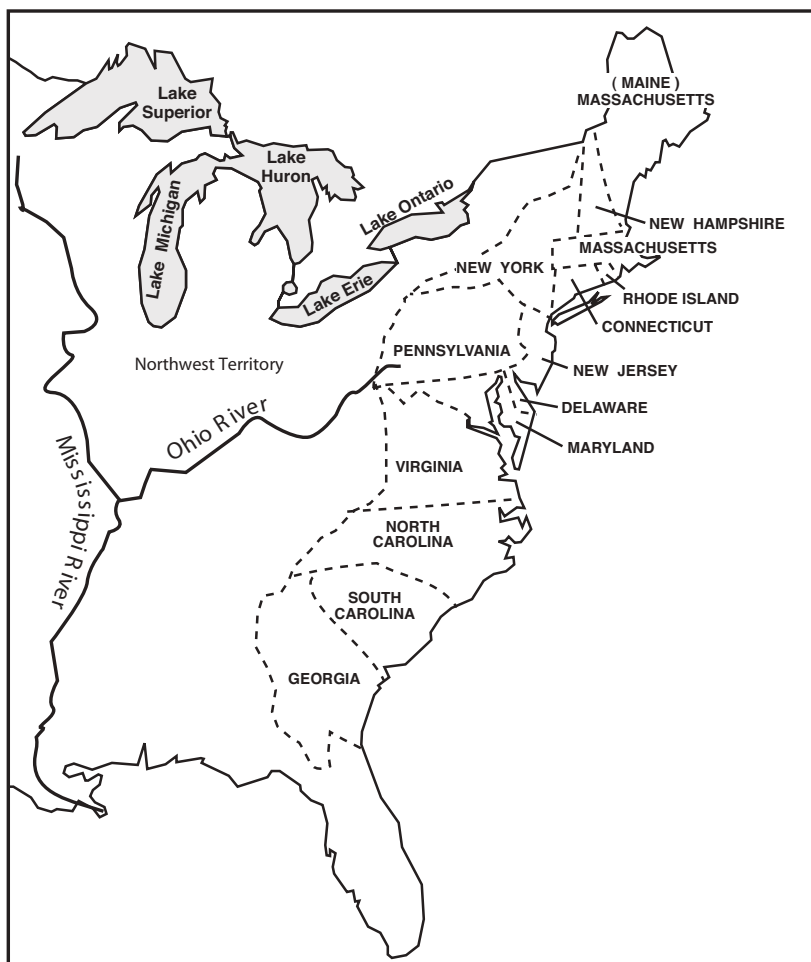 (MAINE)
MASSACHUSETTS
Lake
Superior
Lake
Huron
Lake Michigan
Lake Ontario
Lake Erie
NEW HAMPSHIRE
MASSACHUSETTS
NEW YORK
RHODE ISLAND
CONNECTICUT
PENNSYLVANIA
NEW JERSEY
Northwest Territory
DELAWARE
Ohio River
MARYLAND
VIRGINIA
Mississippi River
NORTH
CAROLINA
SOUTH
CAROLINA
GEORGIA